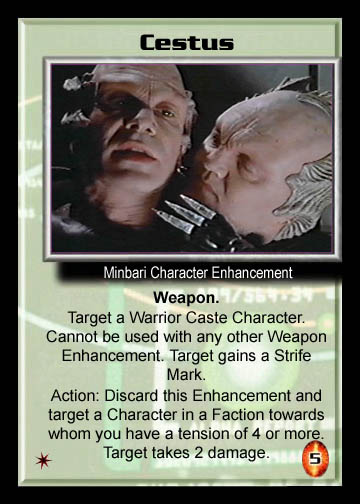 Cestus
Minbari Character Enhancement
Weapon.
Target a Warrior Caste Character.
Cannot be used with any other Weapon
Enhancement. Target gains a Strife
Mark.
Action: Discard this Enhancement and
target a Character in a Faction towards
whom you have a tension of 4 or more.
Target takes 2 damage.
5